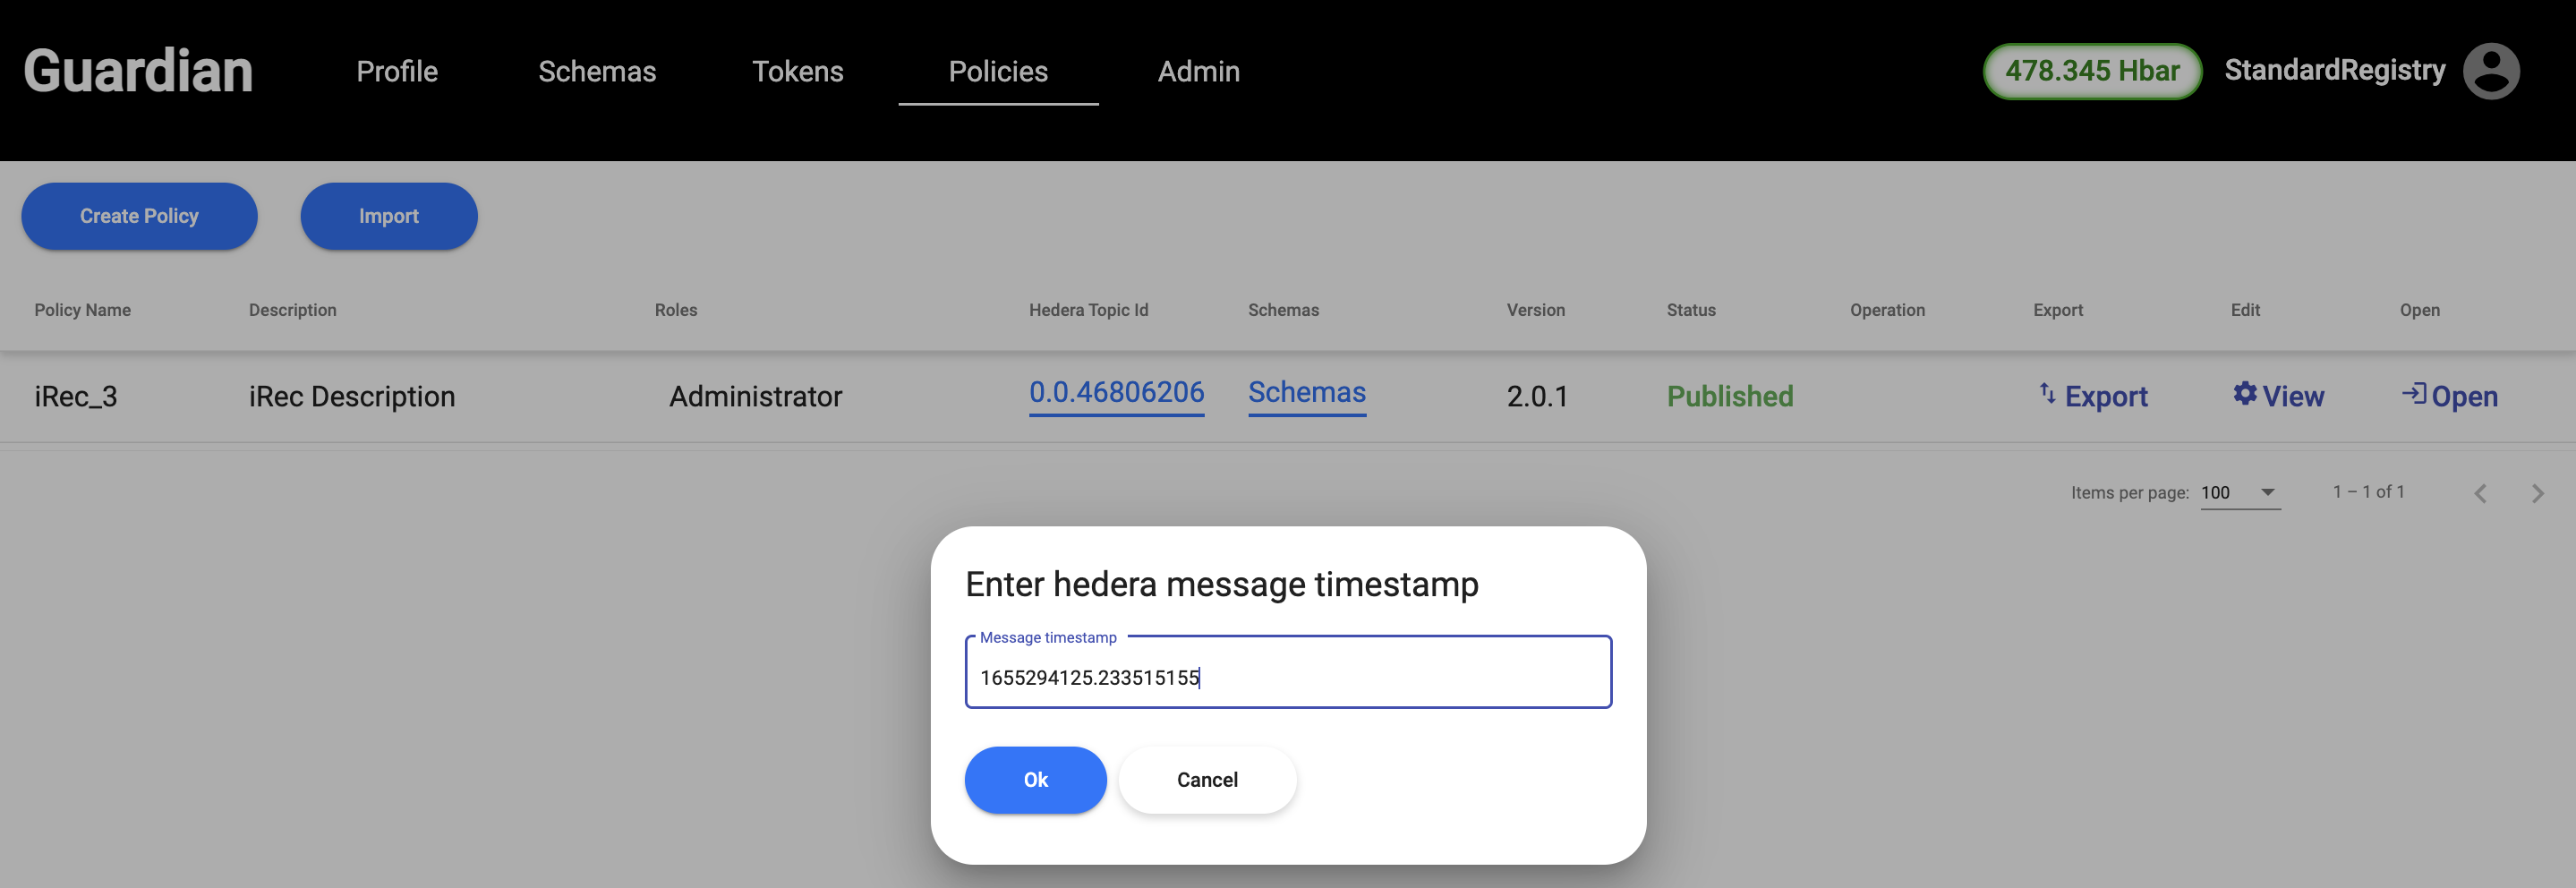 Guardian Profile Schemas Tokens Policies Admin 478.345 Hbar StandardRegistry
Create Policy Import
Policy Name Description Roles Hedera Topic Id Schemas Version Status Operation Export Edit Open
iRec_3 iRec Description Administrator 0.0.46806206 Schemas 2.0.1 Published Export View Open
Items per page: 100 1 – 1 of 1
Enter hedera message timestamp
Message timestamp
1655294125.233515155
Ok Cancel